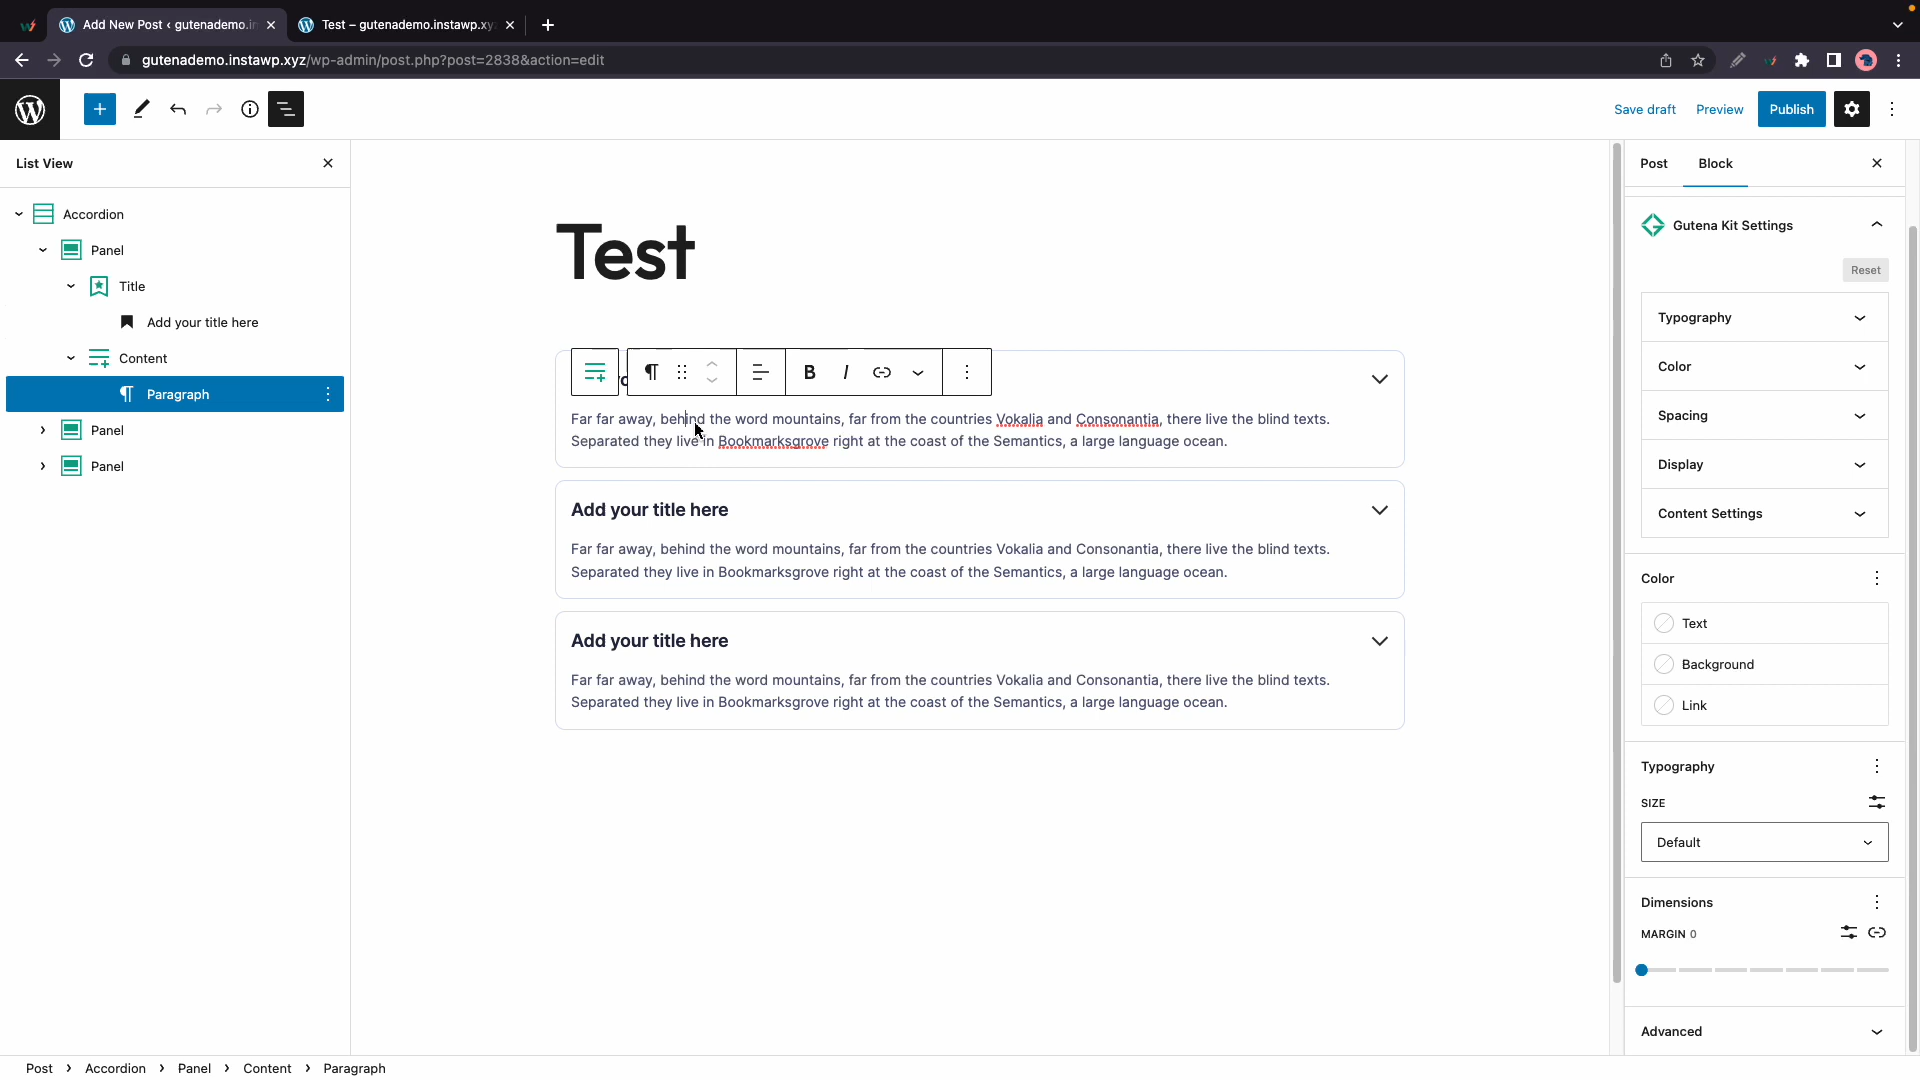 Add New Post ‹ gutenademo.in
Test – gutenademo.instawp.xy
gutenademo.instawp.xyz/wp-admin/post.php?post=2838&action=edit
Save draft
Preview
Publish
List View
Accordion
Panel
Title
Add your title here
Content
Paragraph
Panel
Panel
Test
B
I
Far far away, behind the word mountains, far from the countries Vokalia and Consonantia, there live the blind texts.
Separated they live in Bookmarksgrove right at the coast of the Semantics, a large language ocean.
Add your title here
Far far away, behind the word mountains, far from the countries Vokalia and Consonantia, there live the blind texts.
Separated they live in Bookmarksgrove right at the coast of the Semantics, a large language ocean.
Add your title here
Far far away, behind the word mountains, far from the countries Vokalia and Consonantia, there live the blind texts.
Separated they live in Bookmarksgrove right at the coast of the Semantics, a large language ocean.
Post
Block
Gutena Kit Settings
Reset
Typography
Color
Spacing
Display
Content Settings
Color
Text
Background
Link
Typography
SIZE
Default
Dimensions
MARGIN 0
Advanced
Post › Accordion › Panel › Content › Paragraph